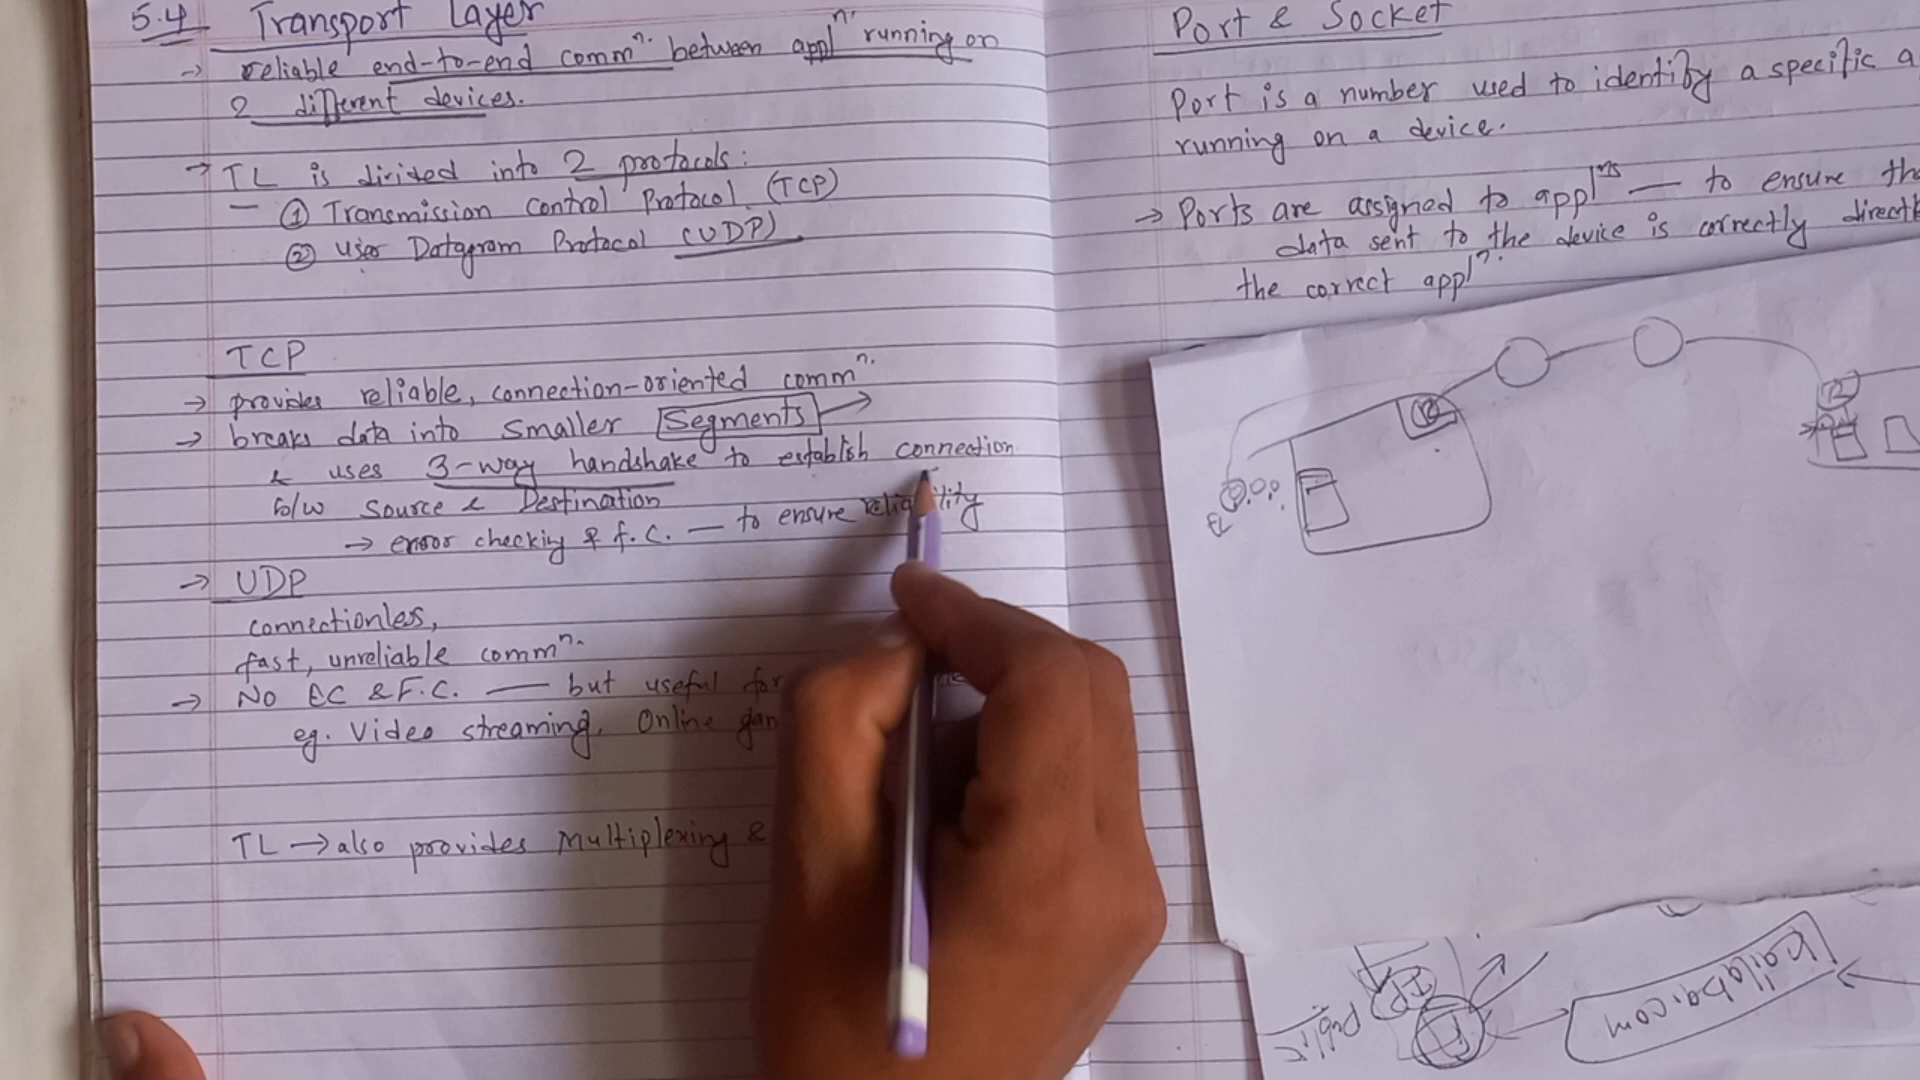 5.4 Transport Layer
→ reliable end-to-end commⁿ. between applⁿ. running on
2 different devices.
→ TL is divided into 2 protocols:
— ① Transmission Control Protocol (TCP)
② User Datagram Protocol (UDP).
TCP
→ provides reliable, connection-oriented commⁿ.
→ breaks data into smaller Segments →
& uses 3-way handshake to establish connection
b/w Source & Destination
→ error checking & f.C. — to ensure reliability
→ UDP
connectionless,
fast, unreliable commⁿ.
→ No EC & F.C. — but useful for
eg. Video streaming, Online
TL → also provides Multiplexing &
Port & Socket
Port is a number used to identify a specific
running on a device.
→ Ports are assigned to applⁿˢ — to ensure
data sent to the device is correctly
the correct applⁿ.
R
R
Public
IP
R
kailaba.com